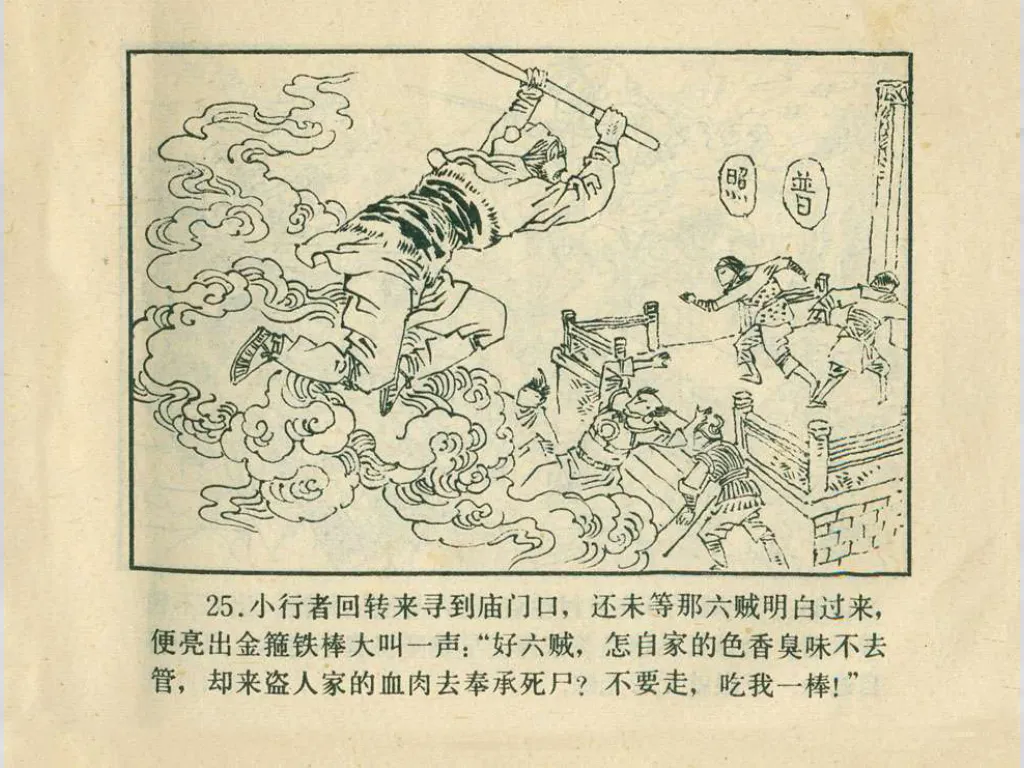 普照
25.小行者回转来寻到庙门口，还未等那六贼明白过来，
便亮出金箍铁棒大叫一声：“好六贼，怎自家的色香臭味不去
管，却来盗人家的血肉去奉承死尸？不要走，吃我一棒！”